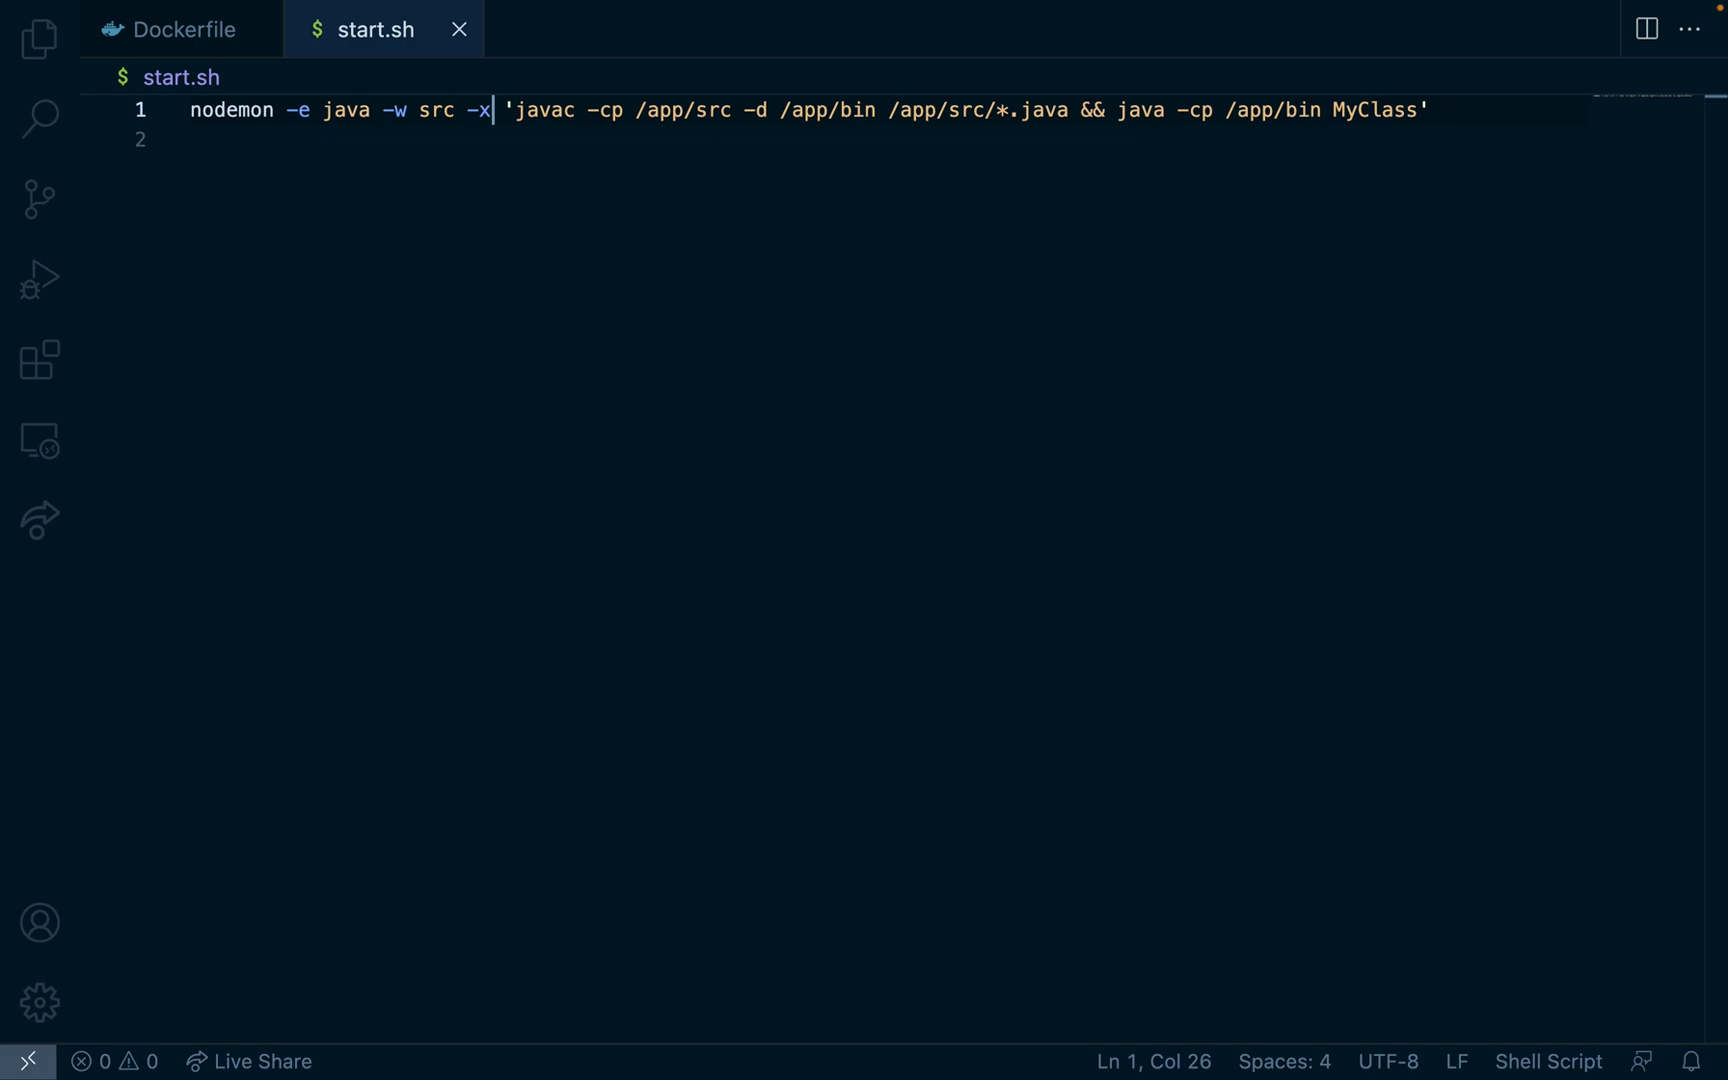 Dockerfile
$ start.sh
$ start.sh
1 nodemon -e java -w src -x 'javac -cp /app/src -d /app/bin /app/src/*.java && java -cp /app/bin MyClass'
2
0 0 Live Share Ln 1, Col 26 Spaces: 4 UTF-8 LF Shell Script